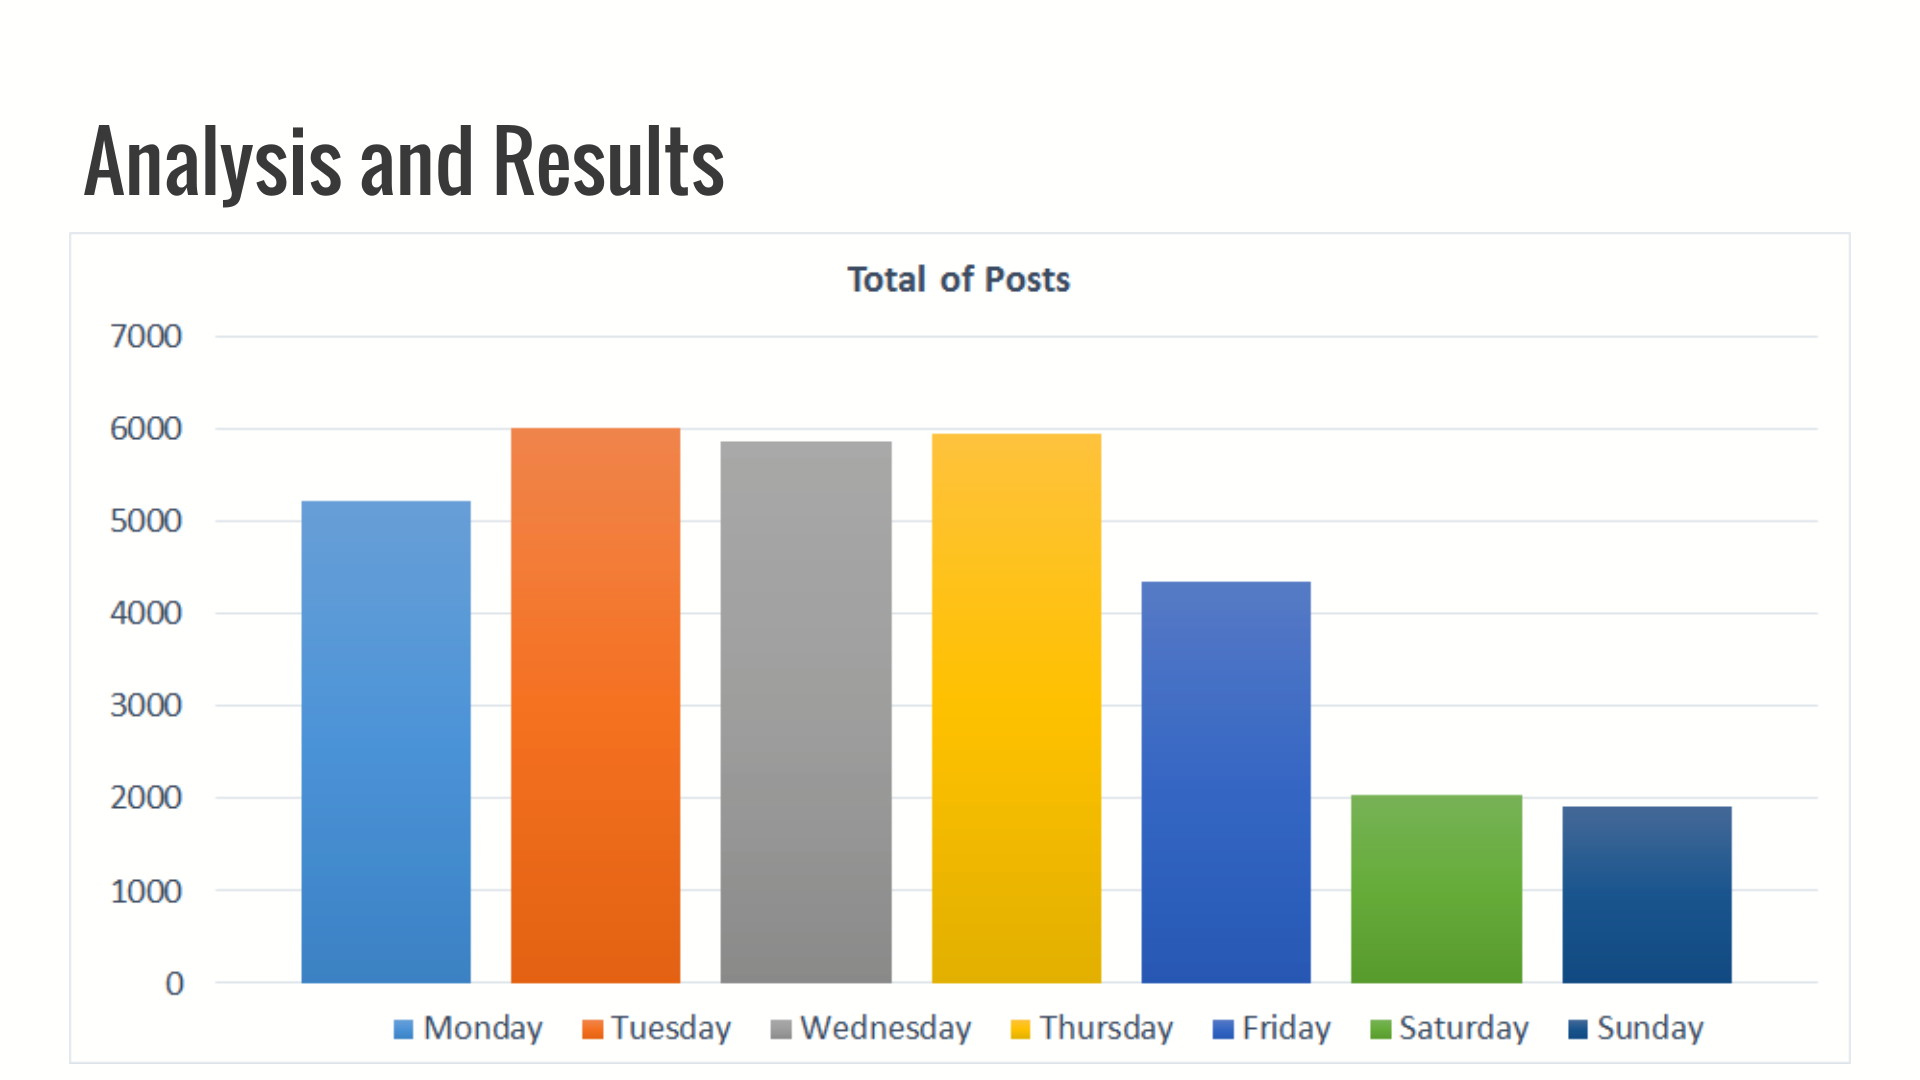 Analysis and Results
Total of Posts
7000
6000
5000
4000
3000
2000
1000
0
Monday Tuesday Wednesday Thursday Friday Saturday Sunday